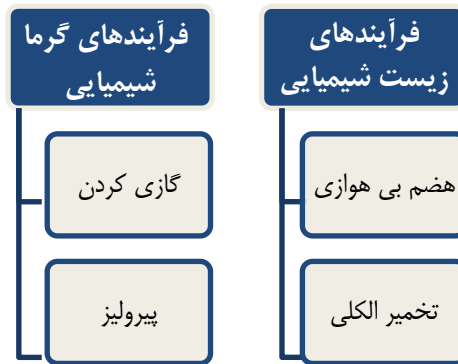 فرآیندهای
زیست شیمیایی
هضم بی هوازی
تخمیر الکلی
فرآیندهای گرما
شیمیایی
گازی کردن
پیرولیز